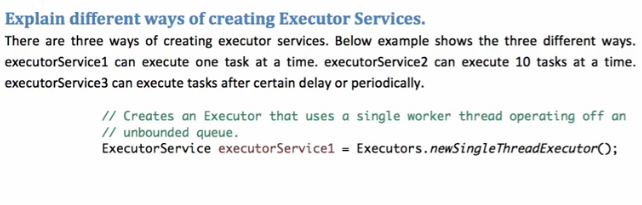 Explain different ways of creating Executor Services.
There are three ways of creating executor services. Below example shows the three different ways.
executorService1 can execute one task at a time. executorService2 can execute 10 tasks at a time.
executorService3 can execute tasks after certain delay or periodically.
// Creates an Executor that uses a single worker thread operating off an
// unbounded queue.
ExecutorService executorService1 = Executors.newSingleThreadExecutor();